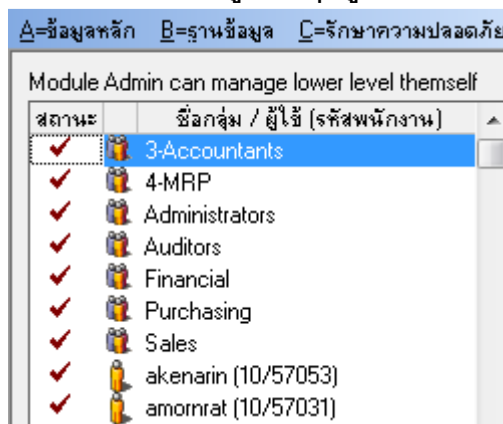 A=ข้อมูลหลัก B=ฐานข้อมูล C=รักษาความปลอดภัย
Module Admin can manage lower level themself
สถานะ ชื่อกลุ่ม / ผู้ใช้ (รหัสพนักงาน)
3-Accountants
4-MRP
Administrators
Auditors
Financial
Purchasing
Sales
akenarin (10/57053)
amornrat (10/57031)